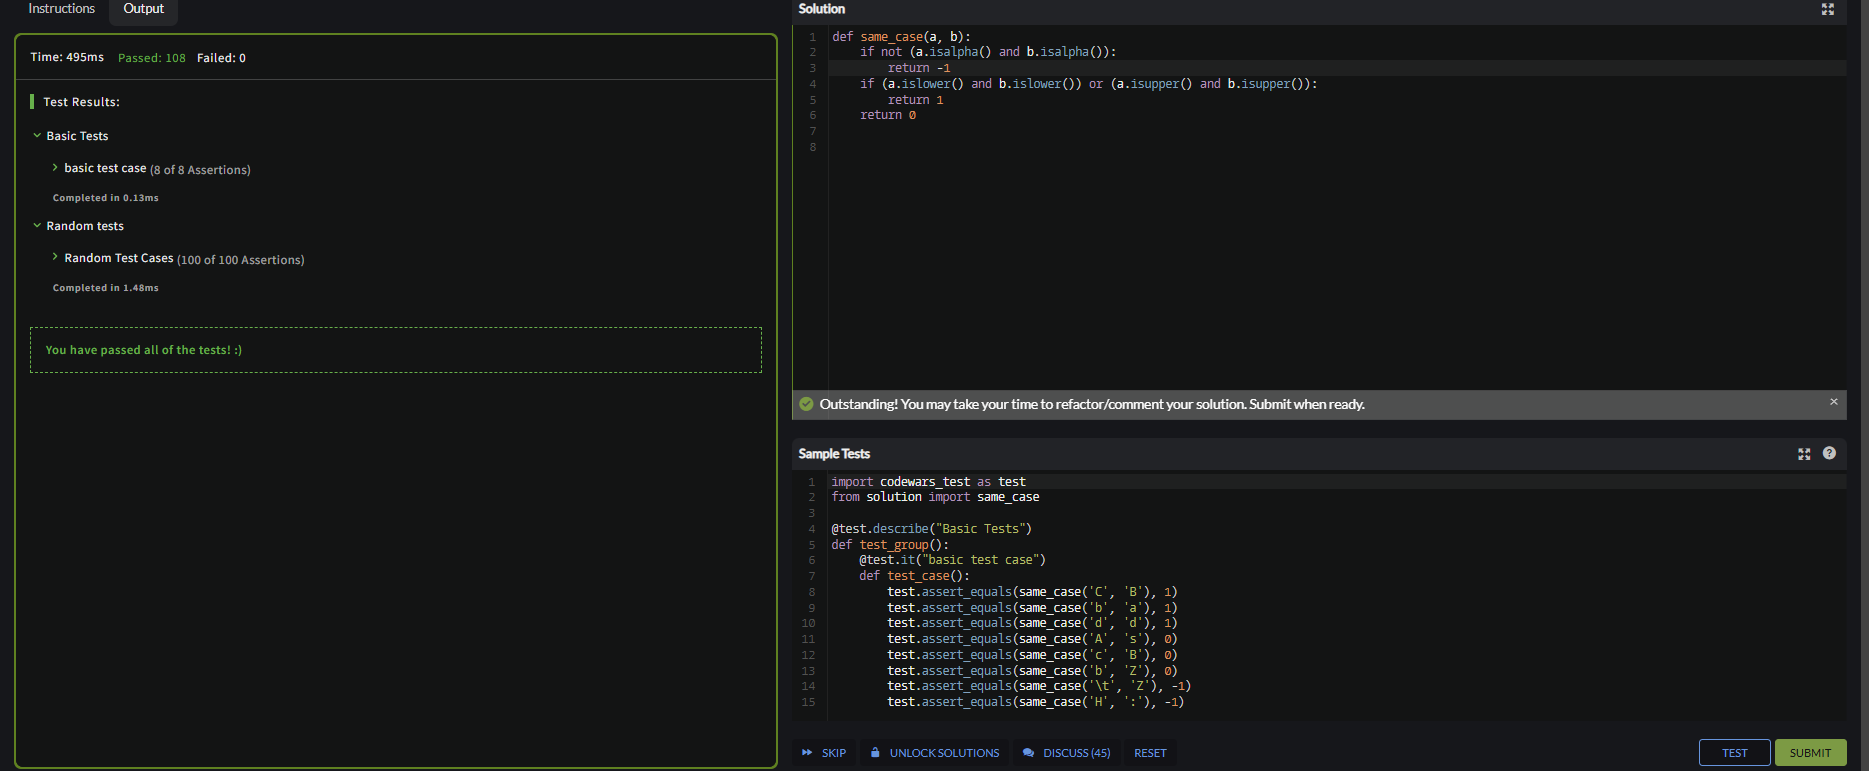 Instructions
Output
Time: 495ms Passed: 108 Failed: 0
Test Results:
Basic Tests
basic test case (8 of 8 Assertions)
Completed in 0.13ms
Random tests
Random Test Cases (100 of 100 Assertions)
Completed in 1.48ms
You have passed all of the tests! :)
Solution
1 def same_case(a, b):
2     if not (a.isalpha() and b.isalpha()):
3         return -1
4     if (a.islower() and b.islower()) or (a.isupper() and b.isupper()):
5         return 1
6     return 0
7
8
Outstanding! You may take your time to refactor/comment your solution. Submit when ready.
Sample Tests
1 import codewars_test as test
2 from solution import same_case
3
4 @test.describe("Basic Tests")
5 def test_group():
6     @test.it("basic test case")
7     def test_case():
8         test.assert_equals(same_case('C', 'B'), 1)
9         test.assert_equals(same_case('b', 'a'), 1)
10         test.assert_equals(same_case('d', 'd'), 1)
11         test.assert_equals(same_case('A', 's'), 0)
12         test.assert_equals(same_case('c', 'B'), 0)
13         test.assert_equals(same_case('b', 'Z'), 0)
14         test.assert_equals(same_case('\t', 'Z'), -1)
15         test.assert_equals(same_case('H', ':'), -1)
SKIP
UNLOCK SOLUTIONS
DISCUSS (45)
RESET
TEST
SUBMIT